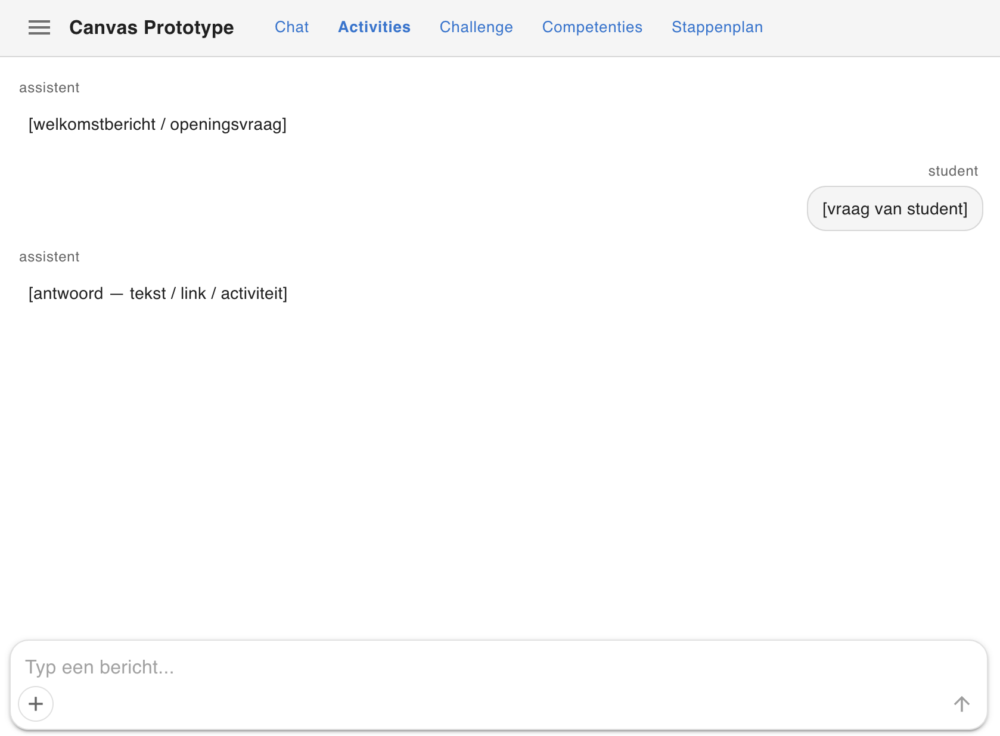 Canvas Prototype Chat Activities Challenge Competenties Stappenplan
assistent
[welkomstbericht / openingsvraag]
student
[vraag van student]
assistent
[antwoord — tekst / link / activiteit]
Typ een bericht...